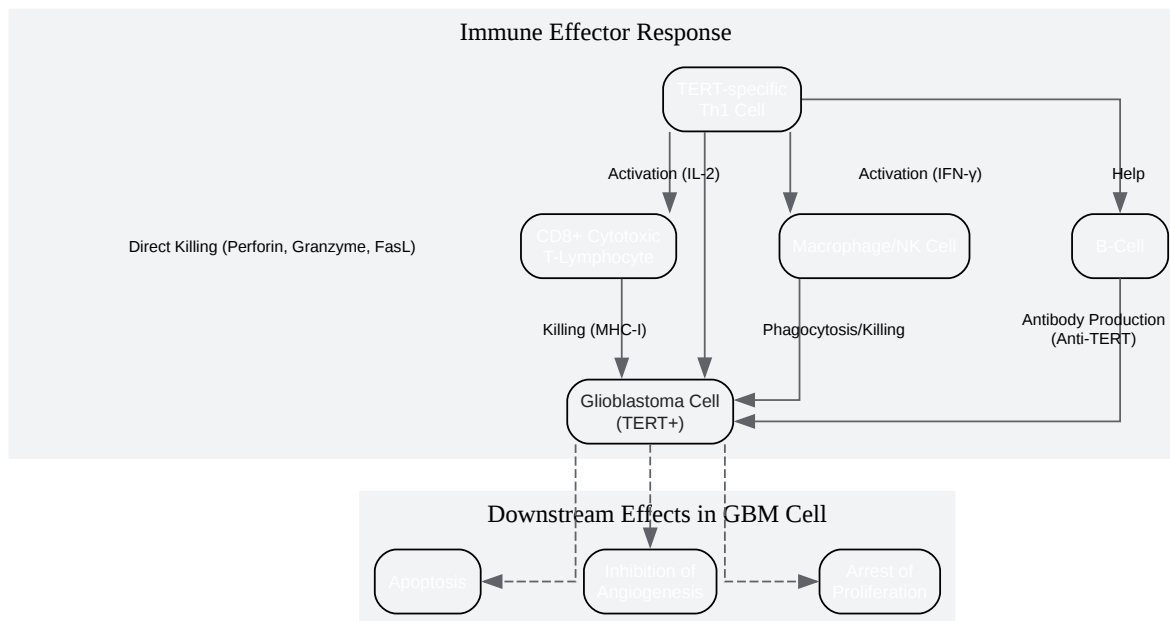 Immune Effector Response
TERT-specific
Th1 Cell
Activation (IL-2)
Activation (IFN-γ)
Help
Direct Killing (Perforin, Granzyme, FasL)
CD8+ Cytotoxic
T-Lymphocyte
Macrophage/NK Cell
B-Cell
Killing (MHC-I)
Phagocytosis/Killing
Antibody Production
(Anti-TERT)
Glioblastoma Cell
(TERT+)
Downstream Effects in GBM Cell
Apoptosis
Inhibition of
Angiogenesis
Arrest of
Proliferation